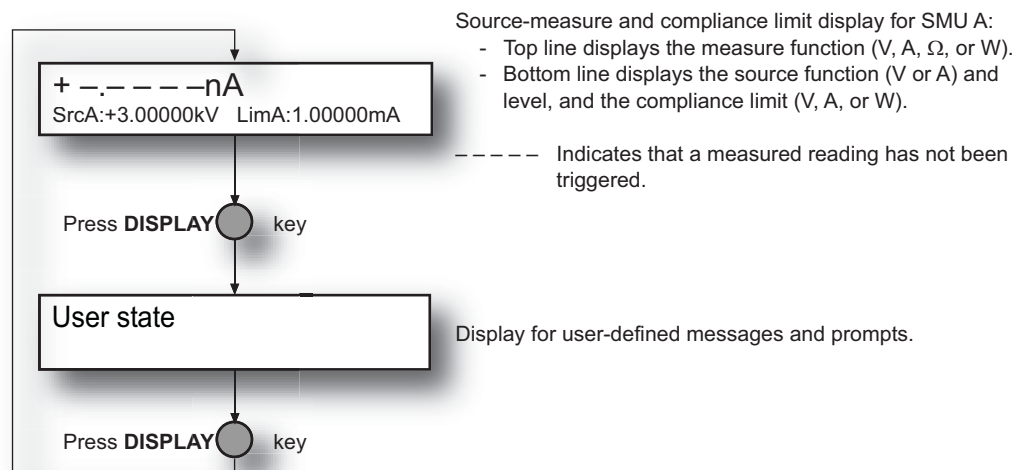 Source-measure and compliance limit display for SMU A:
- Top line displays the measure function (V, A, Ω, or W).
- Bottom line displays the source function (V or A) and
level, and the compliance limit (V, A, or W).
+ –.– – – –nA
SrcA:+3.00000kV LimA:1.00000mA
– – – – – Indicates that a measured reading has not been
triggered.
Press DISPLAY key
User state
Display for user-defined messages and prompts.
Press DISPLAY key